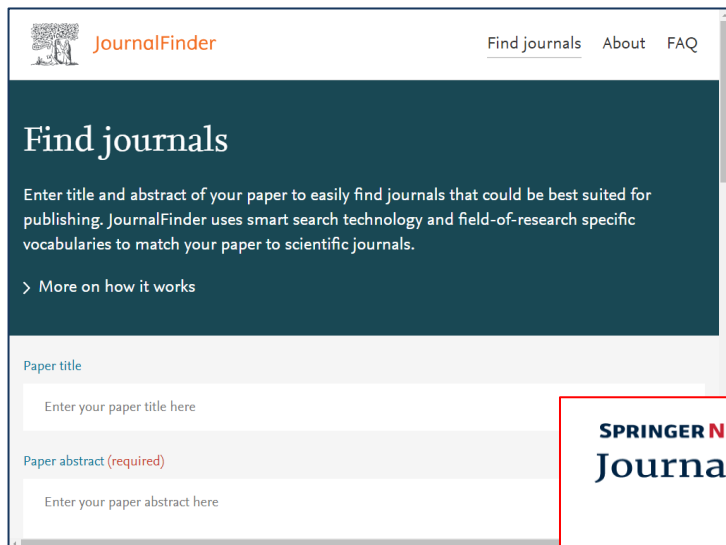 JournalFinder
Find journals About FAQ
Find journals
Enter title and abstract of your paper to easily find journals that could be best suited for
publishing. JournalFinder uses smart search technology and field-of-research specific
vocabularies to match your paper to scientific journals.
> More on how it works
Paper title
Enter your paper title here
Paper abstract (required)
Enter your paper abstract here
SPRINGER N
Journa